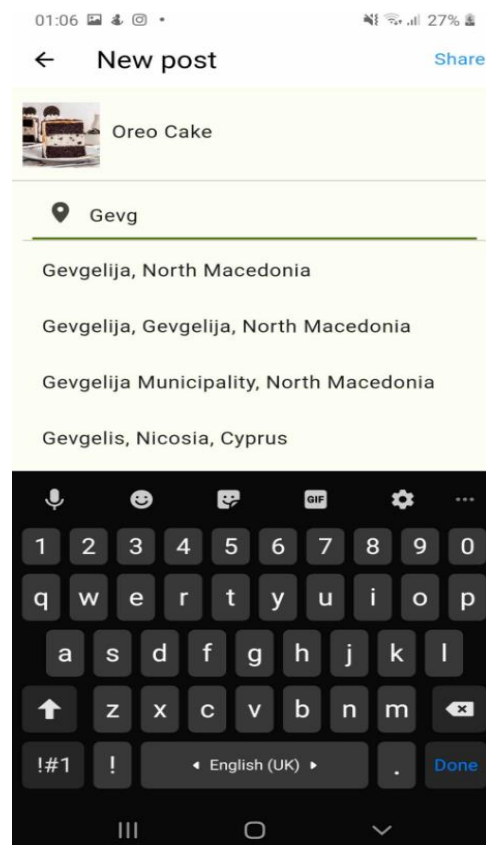 01:06 27%
New post Share
Oreo Cake
Gevg
Gevgelija, North Macedonia
Gevgelija, Gevgelija, North Macedonia
Gevgelija Municipality, North Macedonia
Gevgelis, Nicosia, Cyprus
GIF
1 2 3 4 5 6 7 8 9 0
q w e r t y u i o p
a s d f g h j k l
z x c v b n m
!#1 ! English (UK) . Done